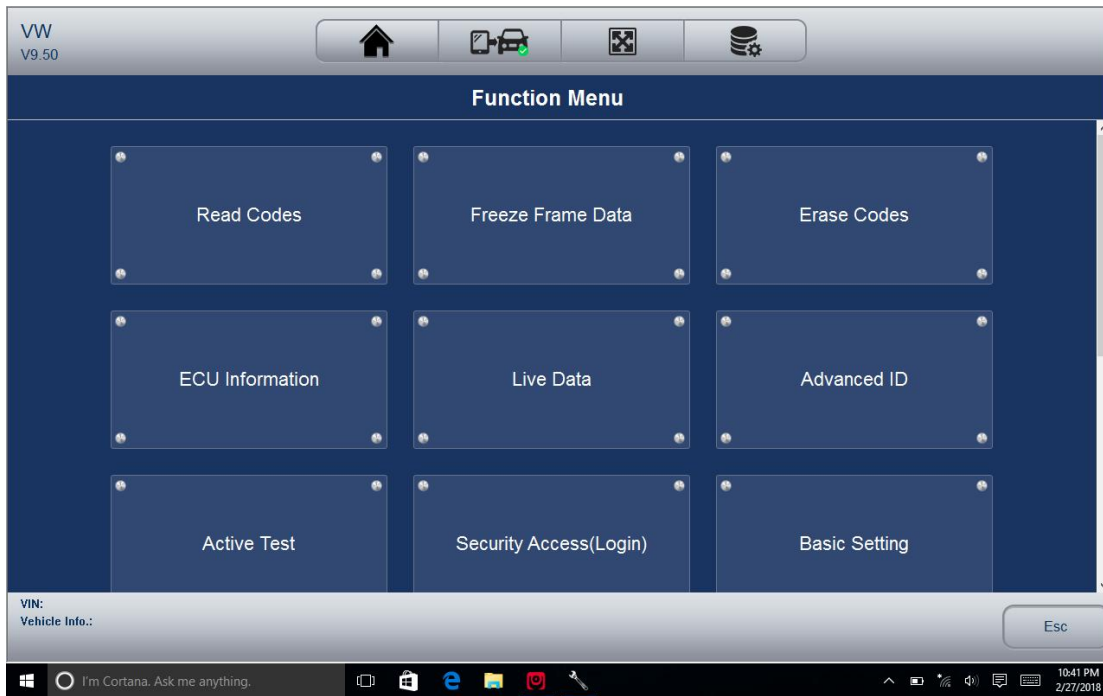 VW
V9.50
Function Menu
Read Codes
Freeze Frame Data
Erase Codes
ECU Information
Live Data
Advanced ID
Active Test
Security Access(Login)
Basic Setting
VIN:
Vehicle Info.:
Esc
I'm Cortana. Ask me anything.
10:41 PM
2/27/2018